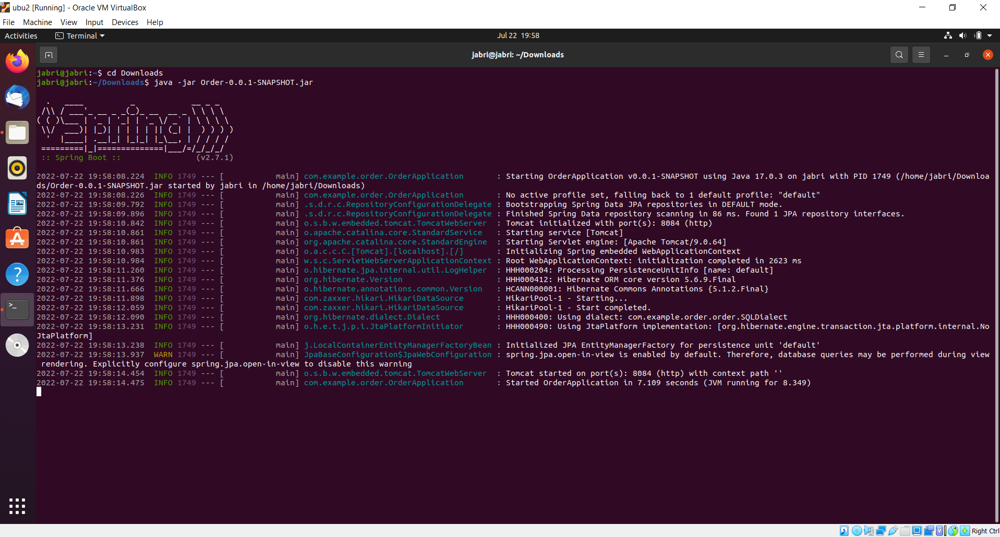 ubu2 [Running] - Oracle VM VirtualBox
File Machine View Input Devices Help
Activities Terminal Jul 22 19:58
jabri@jabri: ~/Downloads
jabri@jabri:~$ cd Downloads
jabri@jabri:~/Downloads$ java -jar Order-0.0.1-SNAPSHOT.jar
  .   ____          _            __ _ _
 /\\ / ___'_ __ _ _(_)_ __  __ _ \ \ \ \
( ( )\___ | '_ | '_| | '_ \/ _` | \ \ \ \
 \\/  ___)| |_)| | | | | || (_| |  ) ) ) )
  '  |____| .__|_| |_|_| |_\__, | / / / /
 =========|_|==============|___/=/_/_/_/
 :: Spring Boot ::                (v2.7.1)
2022-07-22 19:58:08.224  INFO 1749 --- [           main] com.example.order.OrderApplication       : Starting OrderApplication v0.0.1-SNAPSHOT using Java 17.0.3 on jabri with PID 1749 (/home/jabri/Downloa
ds/Order-0.0.1-SNAPSHOT.jar started by jabri in /home/jabri/Downloads)
2022-07-22 19:58:08.226  INFO 1749 --- [           main] com.example.order.OrderApplication       : No active profile set, falling back to 1 default profile: "default"
2022-07-22 19:58:09.792  INFO 1749 --- [           main] .s.d.r.c.RepositoryConfigurationDelegate : Bootstrapping Spring Data JPA repositories in DEFAULT mode.
2022-07-22 19:58:09.896  INFO 1749 --- [           main] .s.d.r.c.RepositoryConfigurationDelegate : Finished Spring Data repository scanning in 86 ms. Found 1 JPA repository interfaces.
2022-07-22 19:58:10.842  INFO 1749 --- [           main] o.s.b.w.embedded.tomcat.TomcatWebServer  : Tomcat initialized with port(s): 8084 (http)
2022-07-22 19:58:10.861  INFO 1749 --- [           main] o.apache.catalina.core.StandardService   : Starting service [Tomcat]
2022-07-22 19:58:10.861  INFO 1749 --- [           main] org.apache.catalina.core.StandardEngine  : Starting Servlet engine: [Apache Tomcat/9.0.64]
2022-07-22 19:58:10.983  INFO 1749 --- [           main] o.a.c.c.C.[Tomcat].[localhost].[/]       : Initializing Spring embedded WebApplicationContext
2022-07-22 19:58:10.984  INFO 1749 --- [           main] w.s.c.ServletWebServerApplicationContext : Root WebApplicationContext: initialization completed in 2623 ms
2022-07-22 19:58:11.260  INFO 1749 --- [           main] o.hibernate.jpa.internal.util.LogHelper  : HHH000204: Processing PersistenceUnitInfo [name: default]
2022-07-22 19:58:11.376  INFO 1749 --- [           main] org.hibernate.Version                    : HHH000412: Hibernate ORM core version 5.6.9.Final
2022-07-22 19:58:11.666  INFO 1749 --- [           main] o.hibernate.annotations.common.Version   : HCANN000001: Hibernate Commons Annotations {5.1.2.Final}
2022-07-22 19:58:11.898  INFO 1749 --- [           main] com.zaxxer.hikari.HikariDataSource       : HikariPool-1 - Starting...
2022-07-22 19:58:12.059  INFO 1749 --- [           main] com.zaxxer.hikari.HikariDataSource       : HikariPool-1 - Start completed.
2022-07-22 19:58:12.090  INFO 1749 --- [           main] org.hibernate.dialect.Dialect            : HHH000400: Using dialect: com.example.order.order.SQLDialect
2022-07-22 19:58:13.231  INFO 1749 --- [           main] o.h.e.t.j.p.i.JtaPlatformInitiator       : HHH000490: Using JtaPlatform implementation: [org.hibernate.engine.transaction.jta.platform.internal.No
JtaPlatform]
2022-07-22 19:58:13.238  INFO 1749 --- [           main] j.LocalContainerEntityManagerFactoryBean : Initialized JPA EntityManagerFactory for persistence unit 'default'
2022-07-22 19:58:13.937  WARN 1749 --- [           main] JpaBaseConfiguration$JpaWebConfiguration : spring.jpa.open-in-view is enabled by default. Therefore, database queries may be performed during view
 rendering. Explicitly configure spring.jpa.open-in-view to disable this warning
2022-07-22 19:58:14.454  INFO 1749 --- [           main] o.s.b.w.embedded.tomcat.TomcatWebServer  : Tomcat started on port(s): 8084 (http) with context path ''
2022-07-22 19:58:14.475  INFO 1749 --- [           main] com.example.order.OrderApplication       : Started OrderApplication in 7.109 seconds (JVM running for 8.349)
Right Ctrl